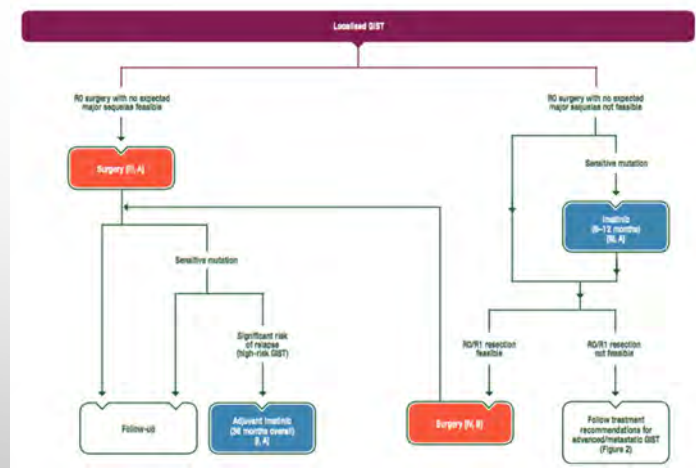 Localised GIST
R0 surgery with no expected
major sequelae feasible
R0 surgery with no expected
major sequelae not feasible
Surgery [III, A]
Sensitive mutation
Imatinib
(6–12 months)
[III, A]
Sensitive mutation
Significant risk
of relapse
(high-risk GIST)
R0/R1 resection
feasible
R0/R1 resection
not feasible
Follow-up
Adjuvant imatinib
(36 months overall)
[I, A]
Surgery [IV, B]
Follow treatment
recommendations for
advanced/metastatic GIST
(Figure 2)